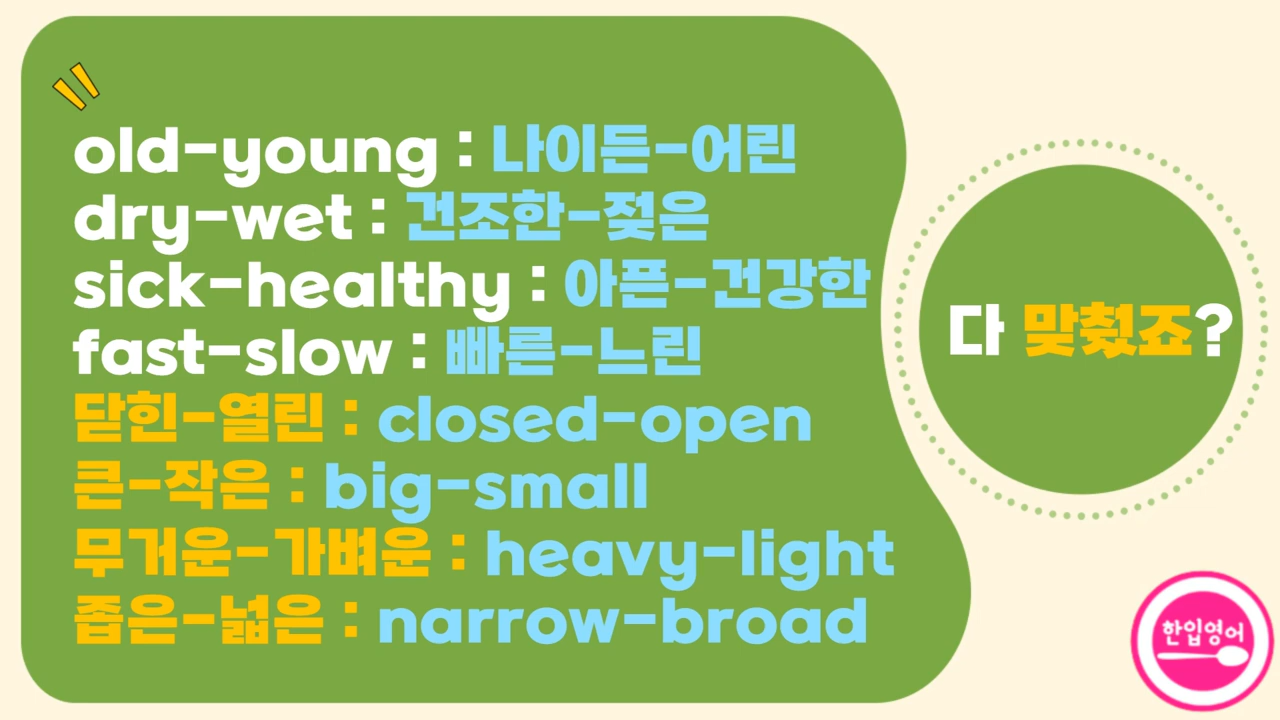 old-young : 나이든-어린
dry-wet : 건조한-젖은
sick-healthy : 아픈-건강한
fast-slow : 빠른-느린
닫힌-열린 : closed-open
큰-작은 : big-small
무거운-가벼운 : heavy-light
좁은-넓은 : narrow-broad
다 맞췄죠?
한입영어